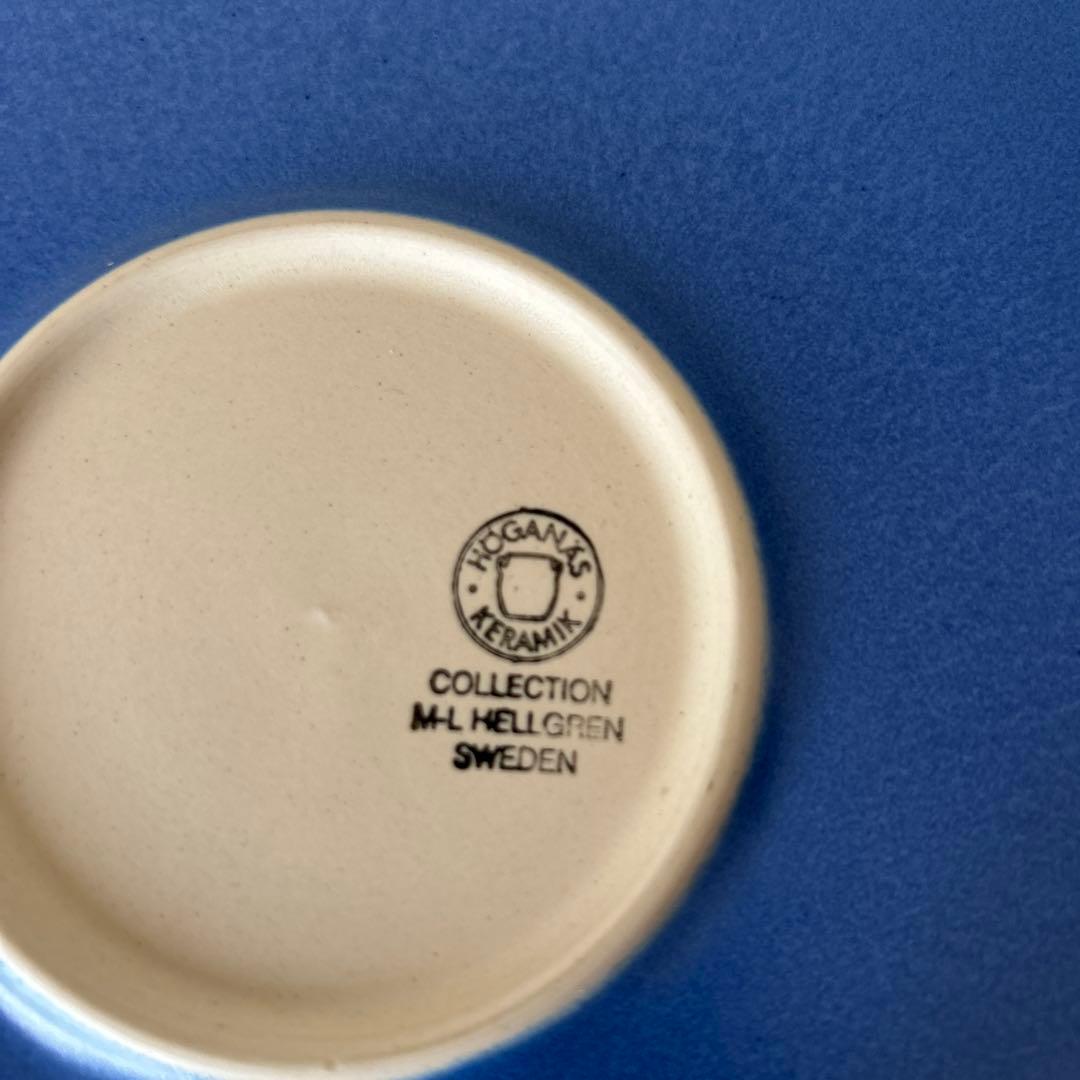 HÖGANÄS
KERAMIK
COLLECTION
M-L HELLGREN
SWEDEN